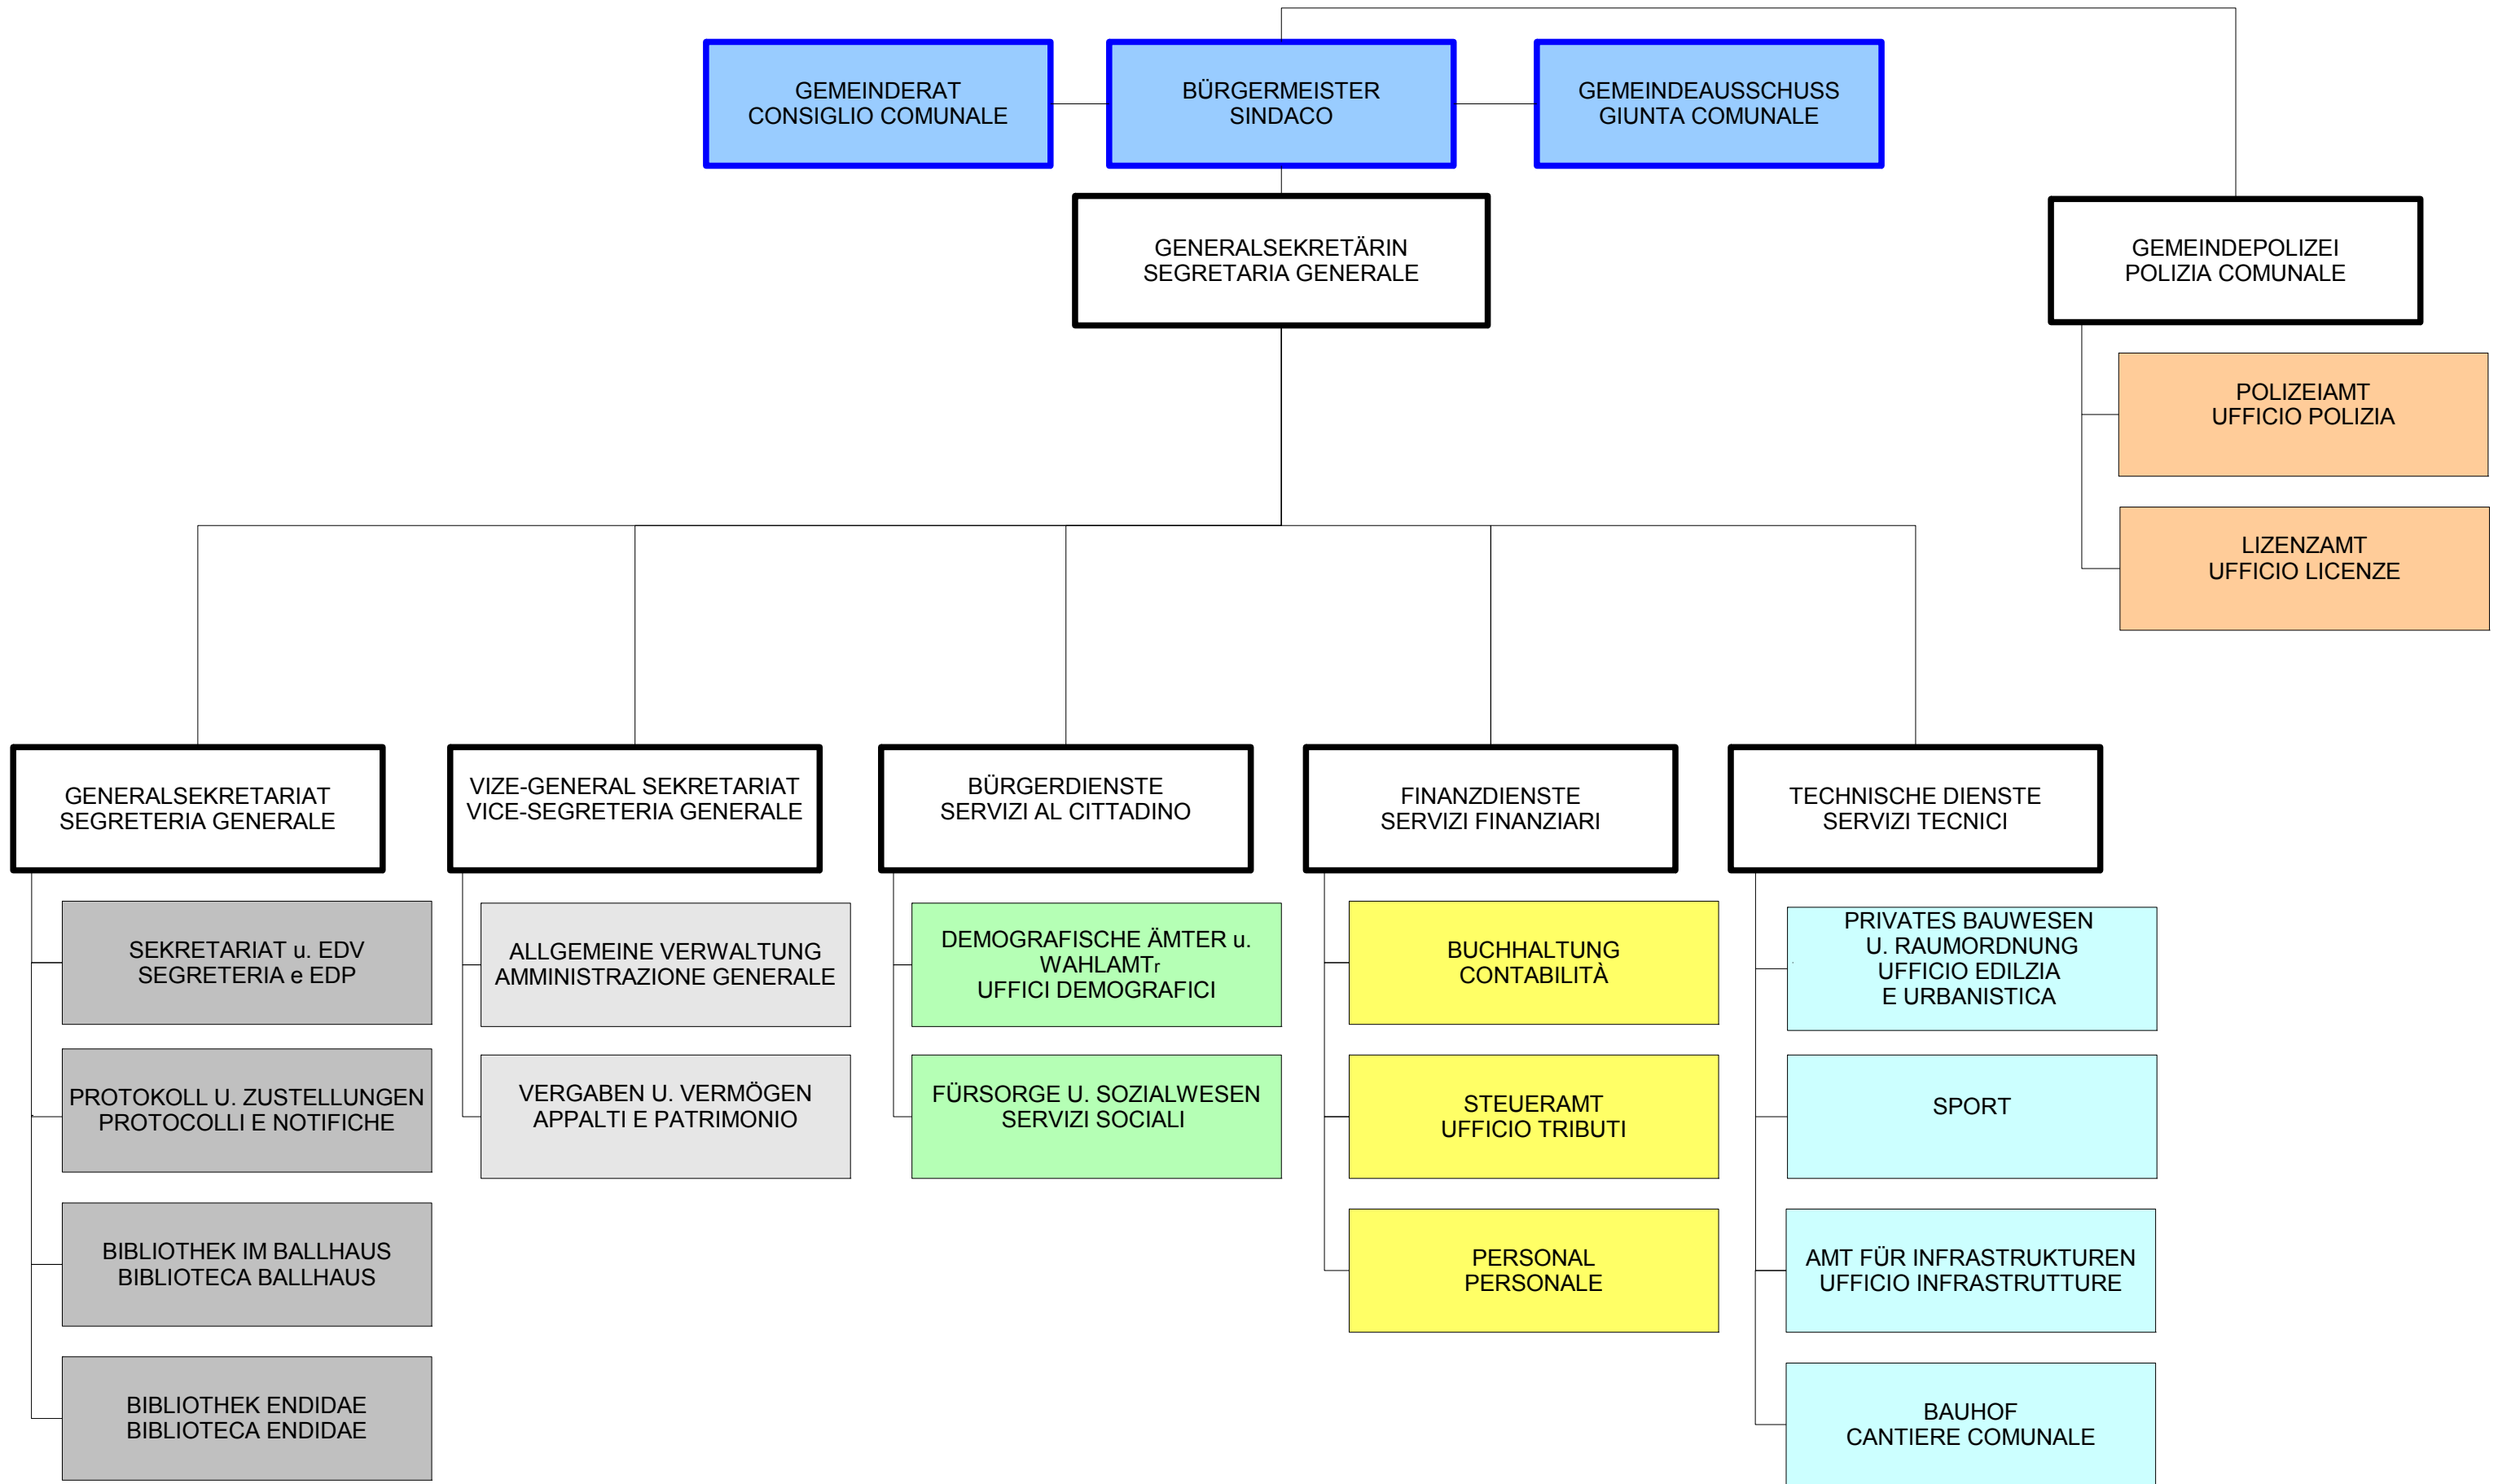 GEMEINDERAT
CONSIGLIO COMUNALE
BÜRGERMEISTER
SINDACO
GEMEINDEAUSSCHUSS
GIUNTA COMUNALE
GENERALSEKRETÄRIN
SEGRETARIA GENERALE
GEMEINDEPOLIZEI
POLIZIA COMUNALE
POLIZEIAMT
UFFICIO POLIZIA
LIZENZAMT
UFFICIO LICENZE
GENERALSEKRETARIAT
SEGRETERIA GENERALE
VIZE-GENERAL SEKRETARIAT
VICE-SEGRETERIA GENERALE
BÜRGERDIENSTE
SERVIZI AL CITTADINO
FINANZDIENSTE
SERVIZI FINANZIARI
TECHNISCHE DIENSTE
SERVIZI TECNICI
SEKRETARIAT u. EDV
SEGRETERIA e EDP
PROTOKOLL U. ZUSTELLUNGEN
PROTOCOLLI E NOTIFICHE
BIBLIOTHEK IM BALLHAUS
BIBLIOTECA BALLHAUS
BIBLIOTHEK ENDIDAE
BIBLIOTECA ENDIDAE
ALLGEMEINE VERWALTUNG
AMMINISTRAZIONE GENERALE
VERGABEN U. VERMÖGEN
APPALTI E PATRIMONIO
DEMOGRAFISCHE ÄMTER u.
WAHLAMTr
UFFICI DEMOGRAFICI
FÜRSORGE U. SOZIALWESEN
SERVIZI SOCIALI
BUCHHALTUNG
CONTABILITÀ
STEUERAMT
UFFICIO TRIBUTI
PERSONAL
PERSONALE
PRIVATES BAUWESEN
U. RAUMORDNUNG
UFFICIO EDILZIA
E URBANISTICA
SPORT
AMT FÜR INFRASTRUKTUREN
UFFICIO INFRASTRUTTURE
BAUHOF
CANTIERE COMUNALE